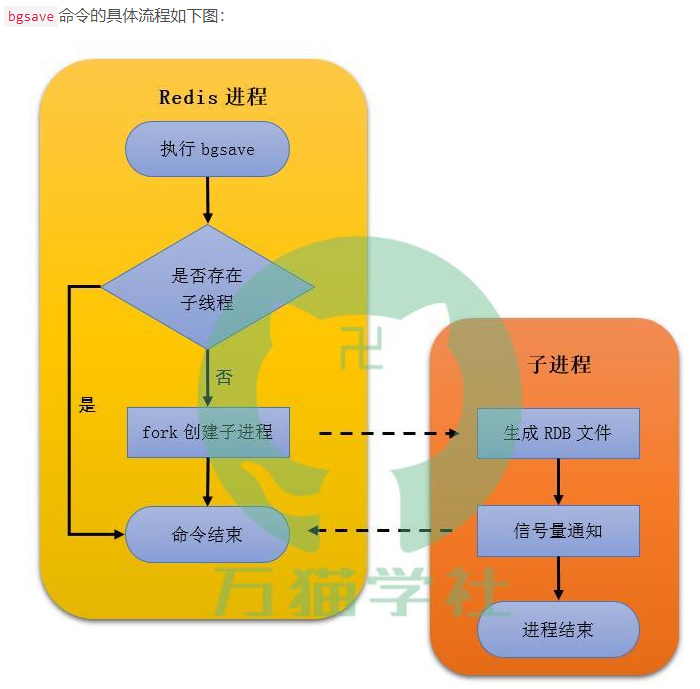 bgsave 命令的具体流程如下图：
Redis 进程
执行 bgsave
是否存在
子线程
否
是
fork 创建子进程
命令结束
子进程
生成 RDB 文件
信号量通知
进程结束
卍
万猫学社